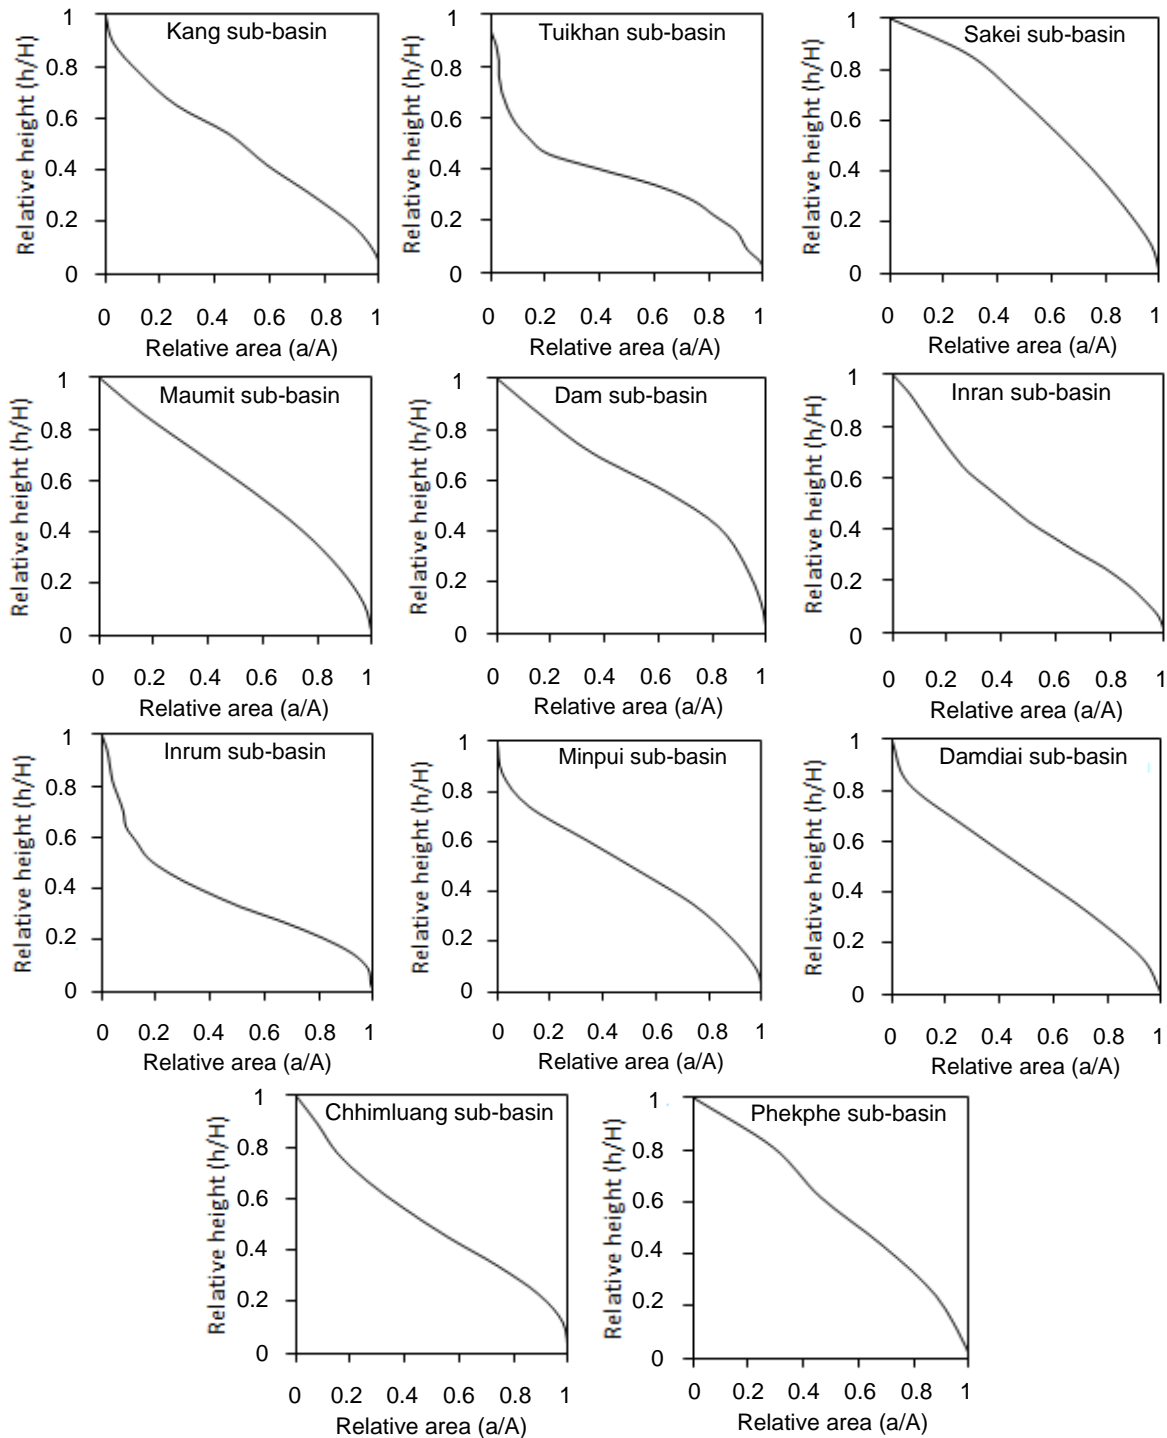 Kang sub-basin
Relative height (h/H)
1
0.8
0.6
0.4
0.2
0
0 0.2 0.4 0.6 0.8 1
Relative area (a/A)
Tuikhan sub-basin
Relative height (h/H)
1
0.8
0.6
0.4
0.2
0
0 0.2 0.4 0.6 0.8 1
Relative area (a/A)
Sakei sub-basin
Relative height (h/H)
1
0.8
0.6
0.4
0.2
0
0 0.2 0.4 0.6 0.8 1
Relative area (a/A)
Maumit sub-basin
Relative height (h/H)
1
0.8
0.6
0.4
0.2
0
0 0.2 0.4 0.6 0.8 1
Relative area (a/A)
Dam sub-basin
Relative height (h/H)
1
0.8
0.6
0.4
0.2
0
0 0.2 0.4 0.6 0.8 1
Relative area (a/A)
Inran sub-basin
Relative height (h/H)
1
0.8
0.6
0.4
0.2
0
0 0.2 0.4 0.6 0.8 1
Relative area (a/A)
Inrum sub-basin
Relative height (h/H)
1
0.8
0.6
0.4
0.2
0
0 0.2 0.4 0.6 0.8 1
Relative area (a/A)
Minpui sub-basin
Relative height (h/H)
1
0.8
0.6
0.4
0.2
0
0 0.2 0.4 0.6 0.8 1
Relative area (a/A)
Damdiai sub-basin
Relative height (h/H)
1
0.8
0.6
0.4
0.2
0
0 0.2 0.4 0.6 0.8 1
Relative area (a/A)
Chhimluang sub-basin
Relative height (h/H)
1
0.8
0.6
0.4
0.2
0
0 0.2 0.4 0.6 0.8 1
Relative area (a/A)
Phekphe sub-basin
Relative height (h/H)
1
0.8
0.6
0.4
0.2
0
0 0.2 0.4 0.6 0.8 1
Relative area (a/A)